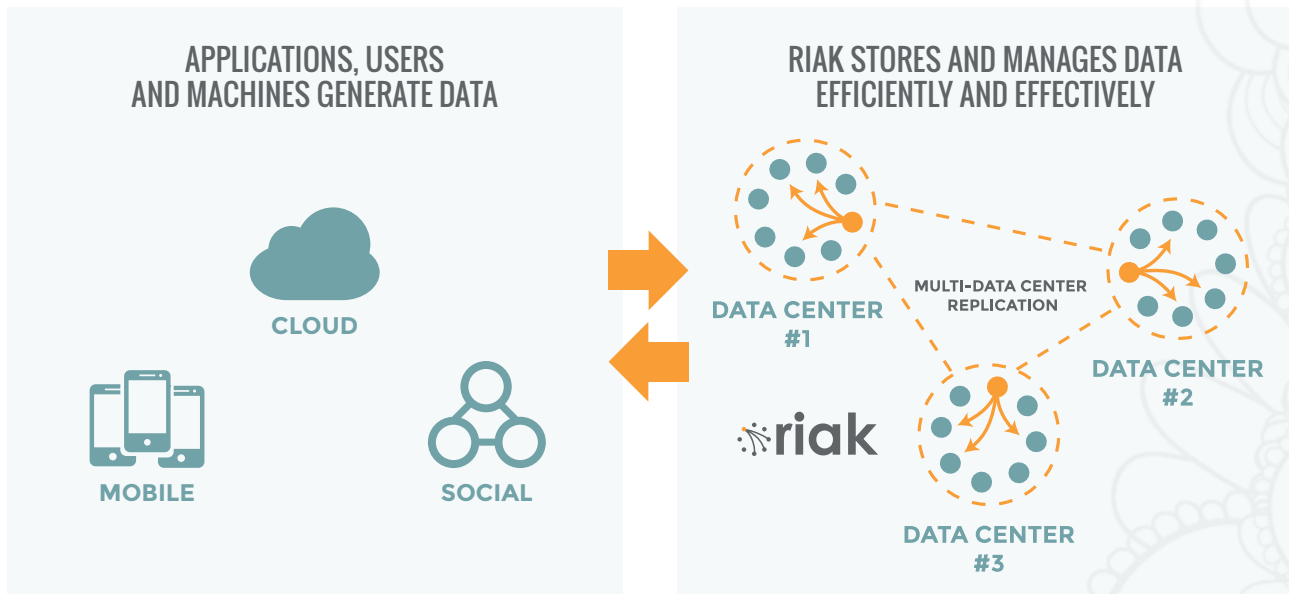 APPLICATIONS, USERS
AND MACHINES GENERATE DATA
CLOUD
MOBILE
SOCIAL
RIAK STORES AND MANAGES DATA
EFFICIENTLY AND EFFECTIVELY
DATA CENTER
#1
MULTI-DATA CENTER
REPLICATION
DATA CENTER
#2
riak
DATA CENTER
#3